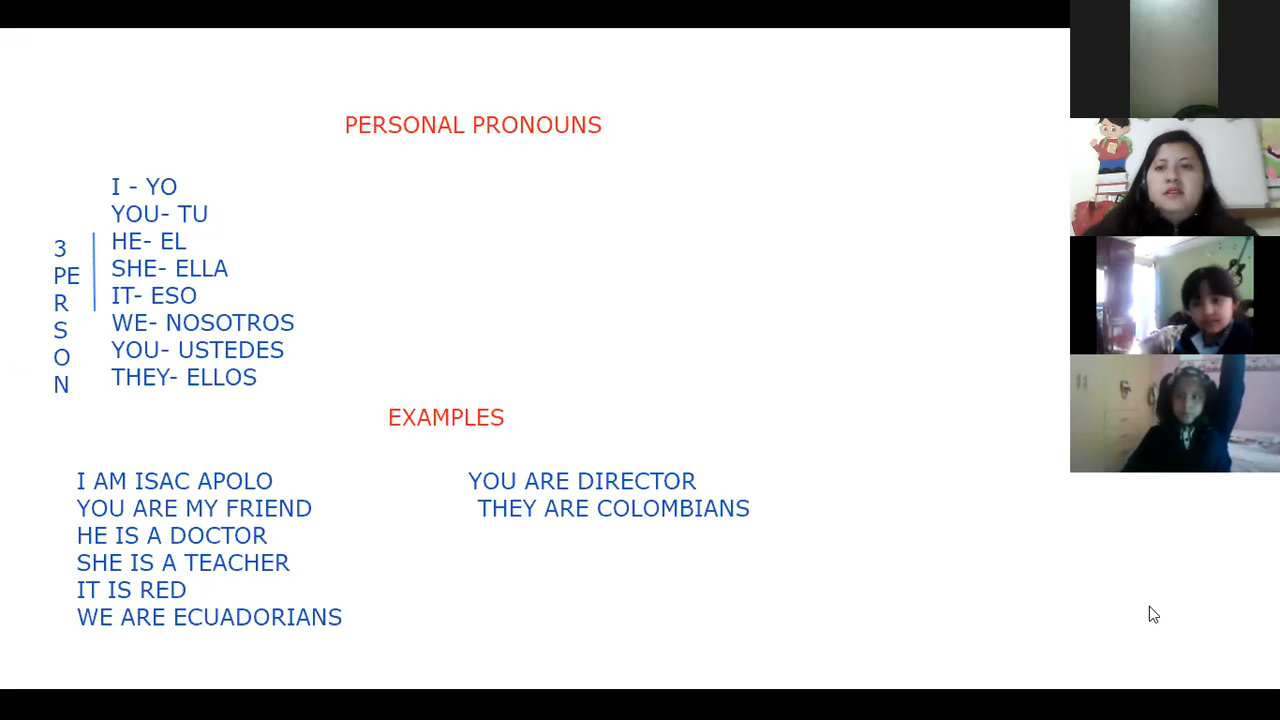 PERSONAL PRONOUNS
I - YO
YOU- TU
HE- EL
SHE- ELLA
IT- ESO
WE- NOSOTROS
YOU- USTEDES
THEY- ELLOS
3
PE
R
S
O
N
EXAMPLES
I AM ISAC APOLO
YOU ARE MY FRIEND
HE IS A DOCTOR
SHE IS A TEACHER
IT IS RED
WE ARE ECUADORIANS
YOU ARE DIRECTOR
THEY ARE COLOMBIANS